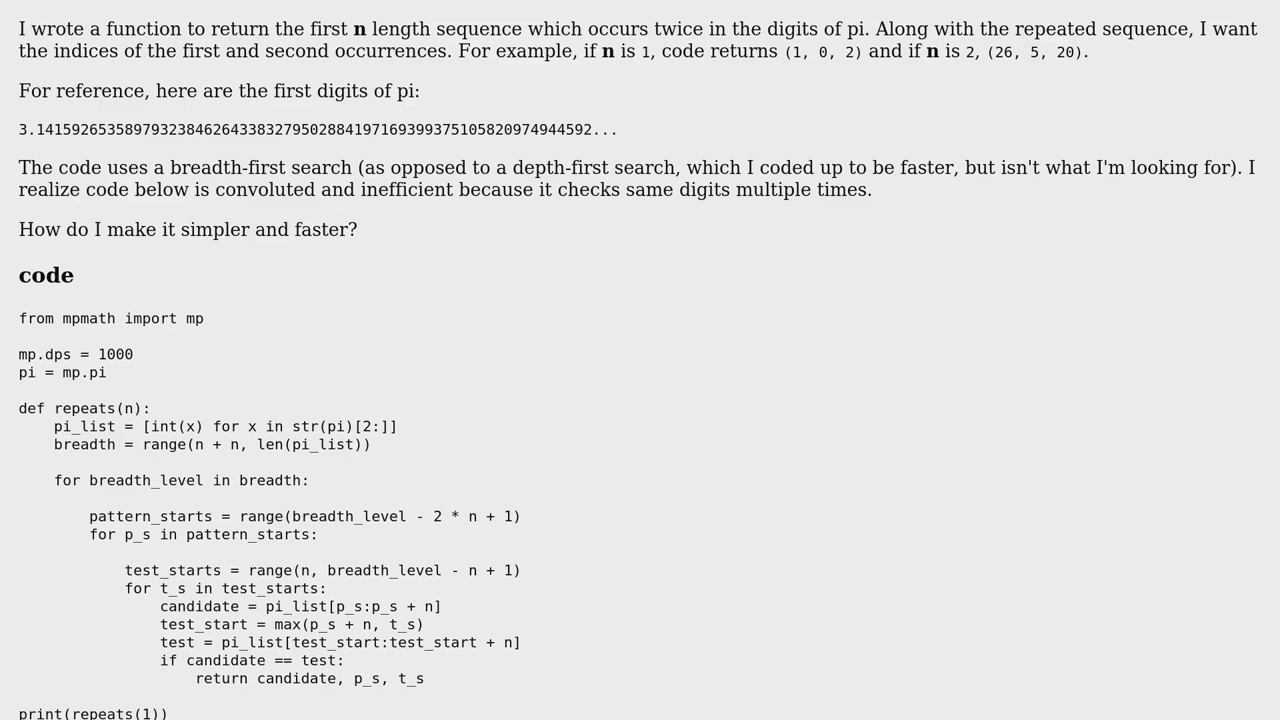 I wrote a function to return the first n length sequence which occurs twice in the digits of pi. Along with the repeated sequence, I want
the indices of the first and second occurrences. For example, if n is 1, code returns (1, 0, 2) and if n is 2, (26, 5, 20).
For reference, here are the first digits of pi:
3.14159265358979323846264338327950288419716939937510582097494​4592...
The code uses a breadth-first search (as opposed to a depth-first search, which I coded up to be faster, but isn't what I'm looking for). I
realize code below is convoluted and inefficient because it checks same digits multiple times.
How do I make it simpler and faster?
code
from mpmath import mp
mp.dps = 1000
pi = mp.pi
def repeats(n):
    pi_list = [int(x) for x in str(pi)[2:]]
    breadth = range(n + n, len(pi_list))
    for breadth_level in breadth:
        pattern_starts = range(breadth_level - 2 * n + 1)
        for p_s in pattern_starts:
            test_starts = range(n, breadth_level - n + 1)
            for t_s in test_starts:
                candidate = pi_list[p_s:p_s + n]
                test_start = max(p_s + n, t_s)
                test = pi_list[test_start:test_start + n]
                if candidate == test:
                    return candidate, p_s, t_s
print(repeats(1))